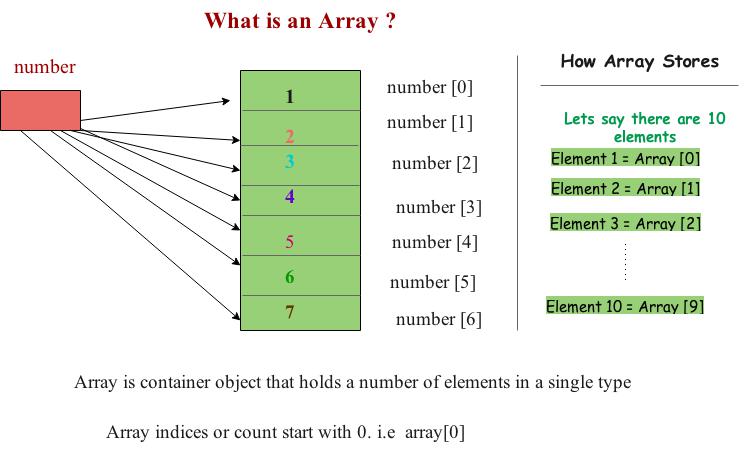 What is an Array ?
number
1
2
3
4
5
6
7
number [0]
number [1]
number [2]
number [3]
number [4]
number [5]
number [6]
How Array Stores
Lets say there are 10
elements
Element 1 = Array [0]
Element 2 = Array [1]
Element 3 = Array [2]
Element 10 = Array [9]
Array is container object that holds a number of elements in a single type
Array indices or count start with 0. i.e array[0]